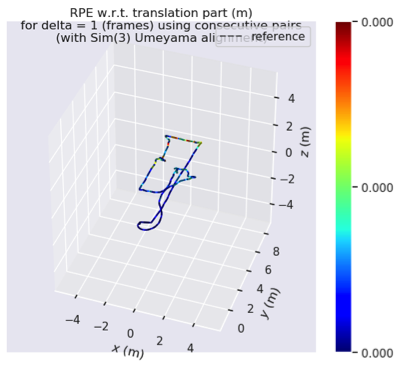 RPE w.r.t. translation part (m)
for delta = 1 (frames) using consecutive pairs
(with Sim(3) Umeyama
reference
0.000
0.000
0.000
4
2
0
−2
−4
z (m)
8
6
4
2
0
y (m)
−4
−2
0
2
4
x (m)